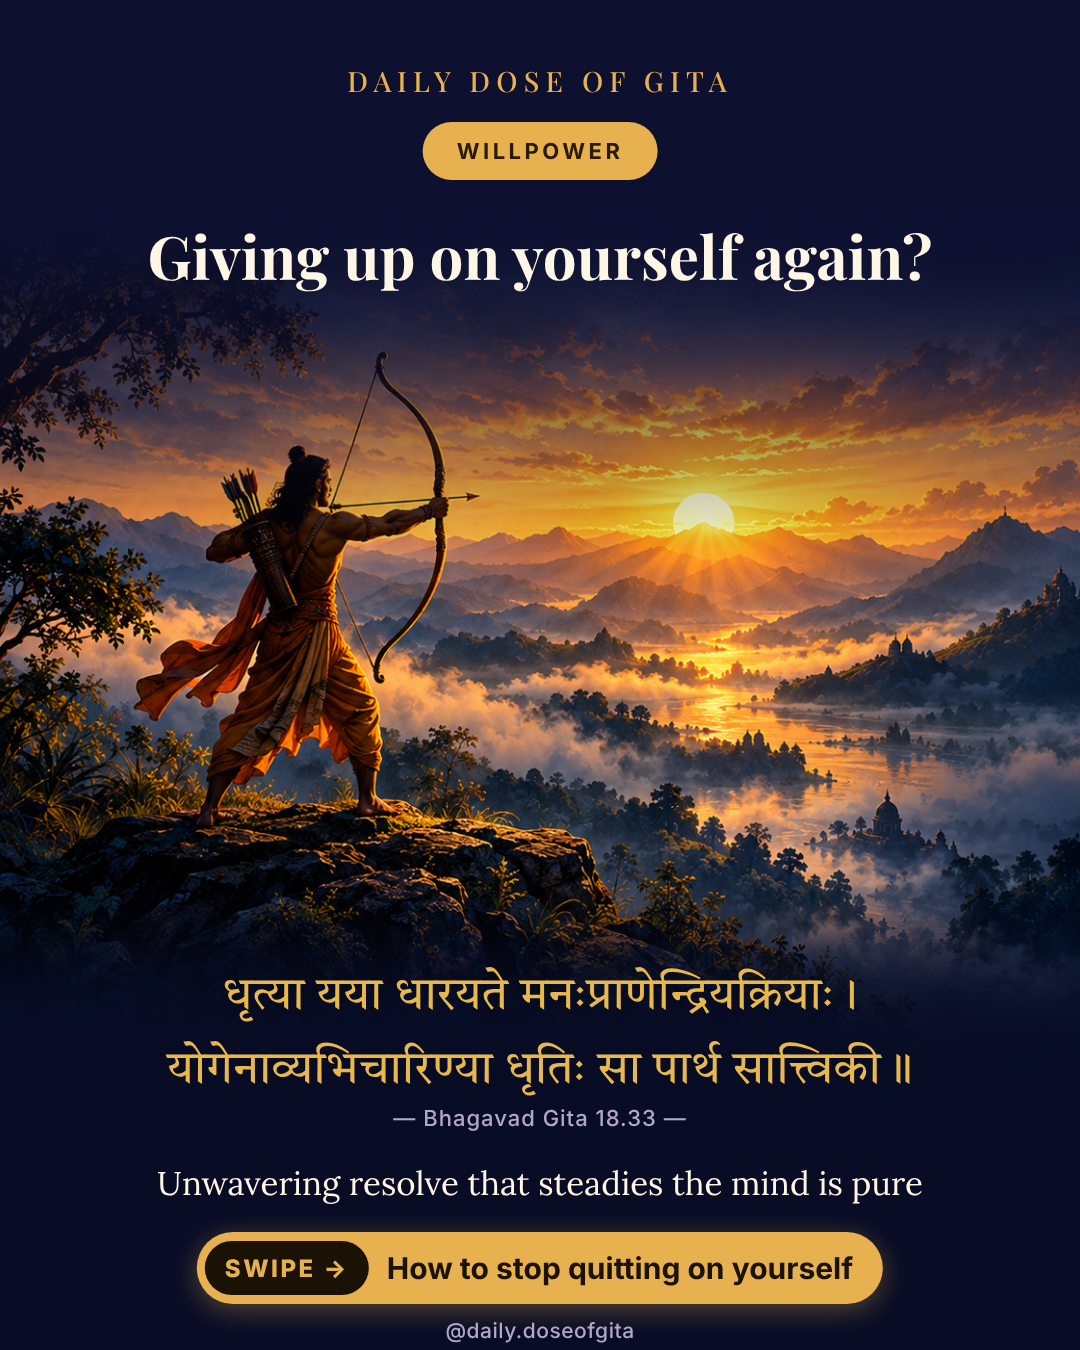 DAILY DOSE OF GITA
WILLPOWER
Giving up on yourself again?
धृत्या यया धारयते मनःप्राणेन्द्रियक्रियाः ।
योगेनाव्यभिचारिण्या धृतिः सा पार्थ सात्त्विकी ॥
— Bhagavad Gita 18.33 —
Unwavering resolve that steadies the mind is pure
SWIPE → How to stop quitting on yourself
@daily.doseofgita